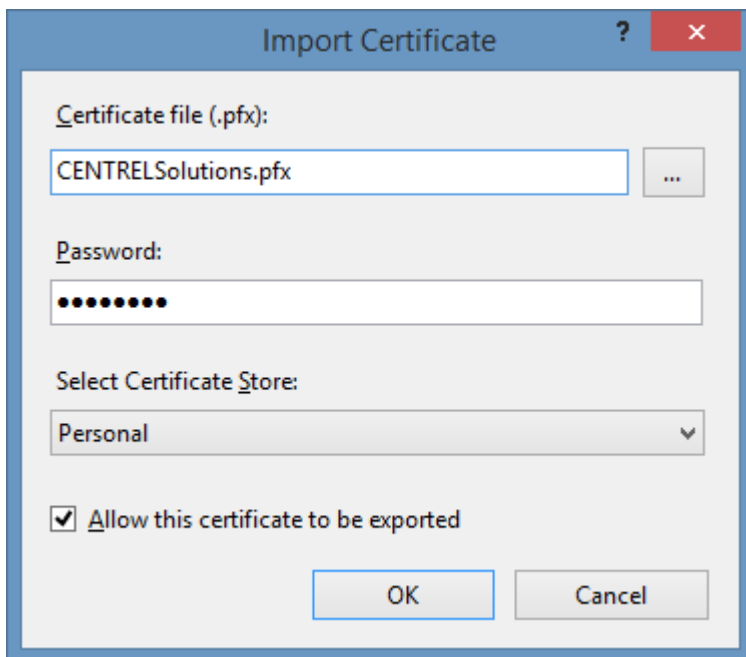 Import Certificate
?
Certificate file (.pfx):
CENTRELSolutions.pfx
...
Password:
●●●●●●●●
Select Certificate Store:
Personal
Allow this certificate to be exported
OK
Cancel